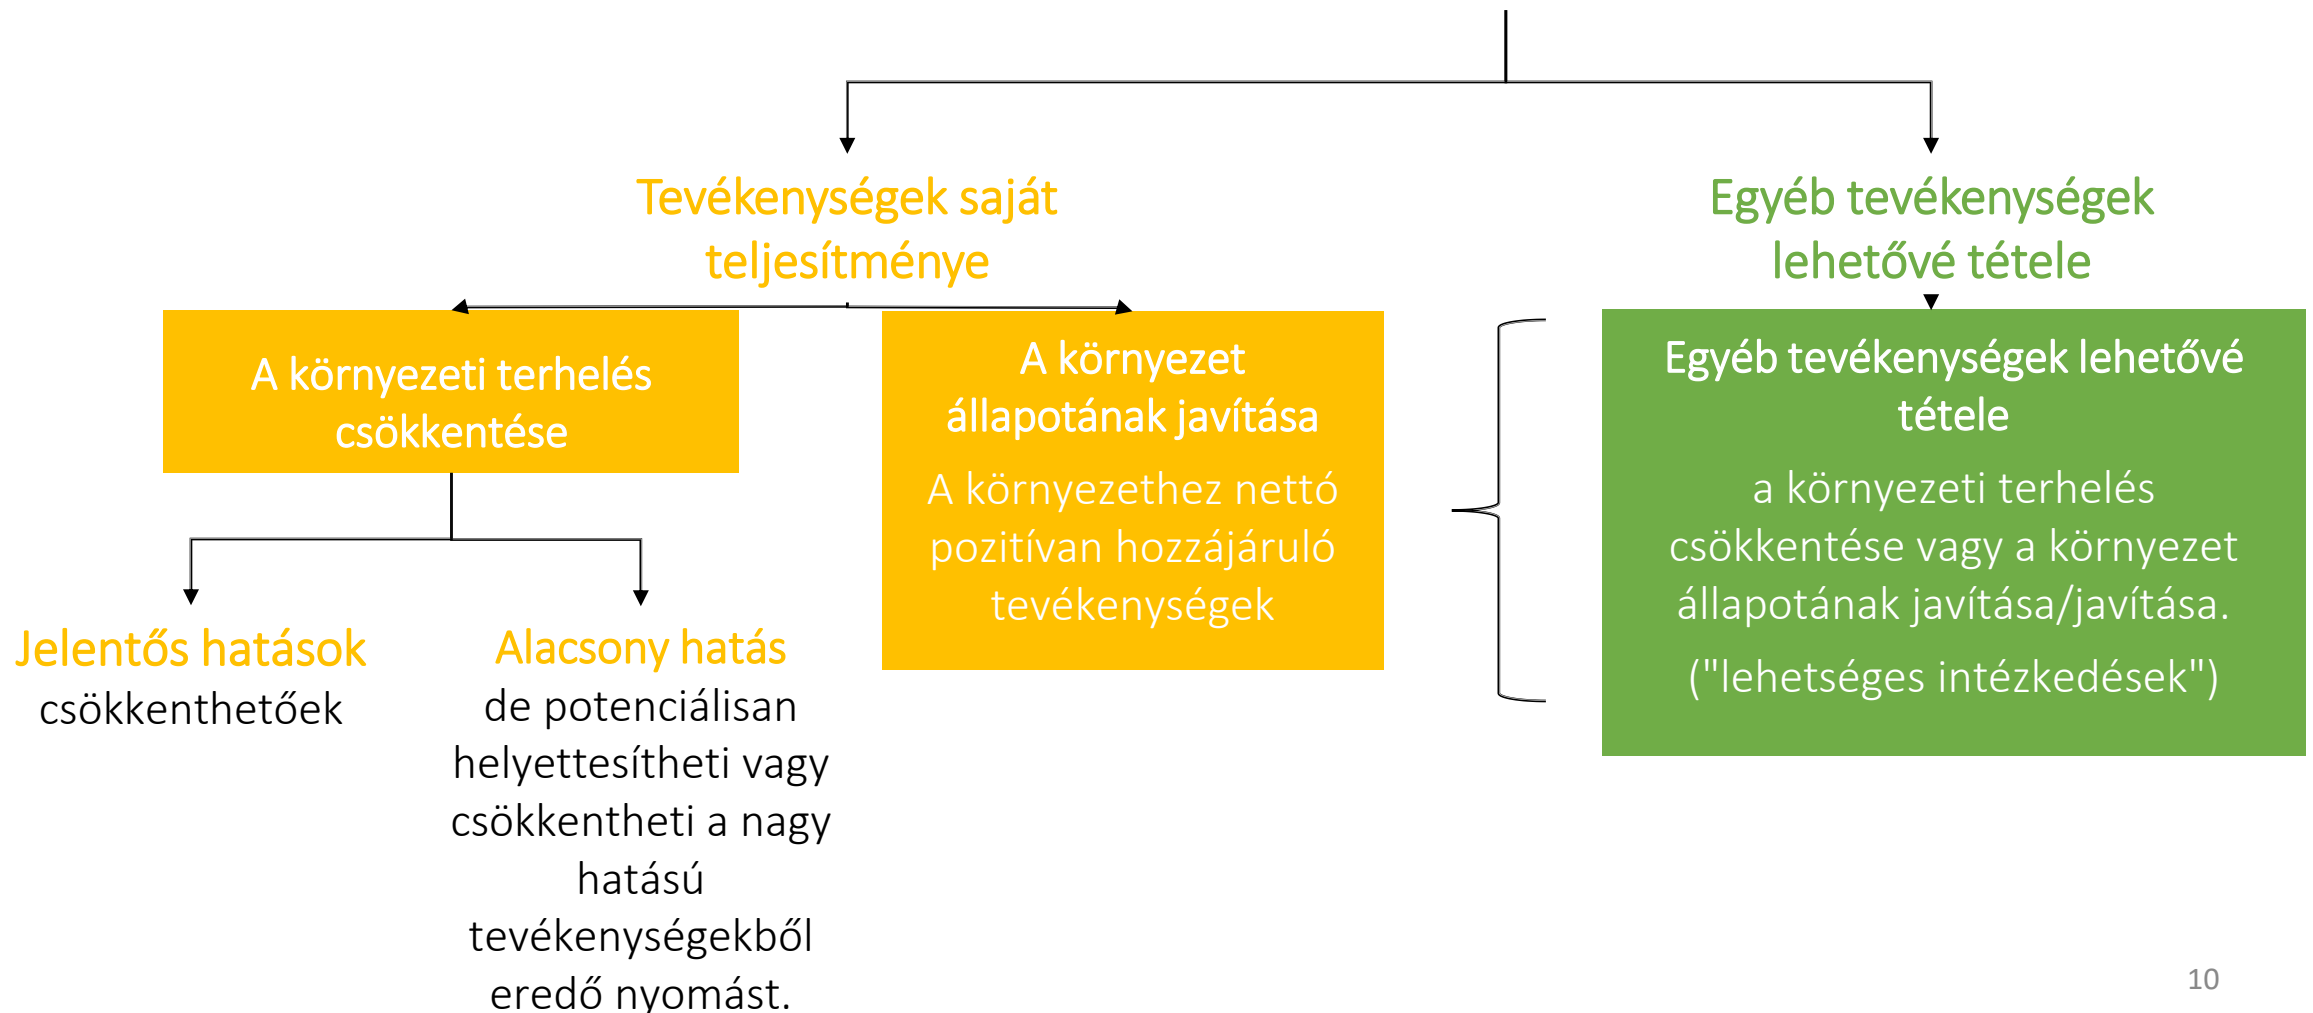 Tevékenységek saját
teljesítménye
Egyéb tevékenységek
lehetővé tétele
A környezeti terhelés
csökkentése
A környezet
állapotának javítása
A környezethez nettó
pozitívan hozzájáruló
tevékenységek
Egyéb tevékenységek lehetővé
tétele
a környezeti terhelés
csökkentése vagy a környezet
állapotának javítása/javítása.
("lehetséges intézkedések")
Jelentős hatások
csökkenthetőek
Alacsony hatás
de potenciálisan
helyettesítheti vagy
csökkentheti a nagy
hatású
tevékenységekből
eredő nyomást.
10